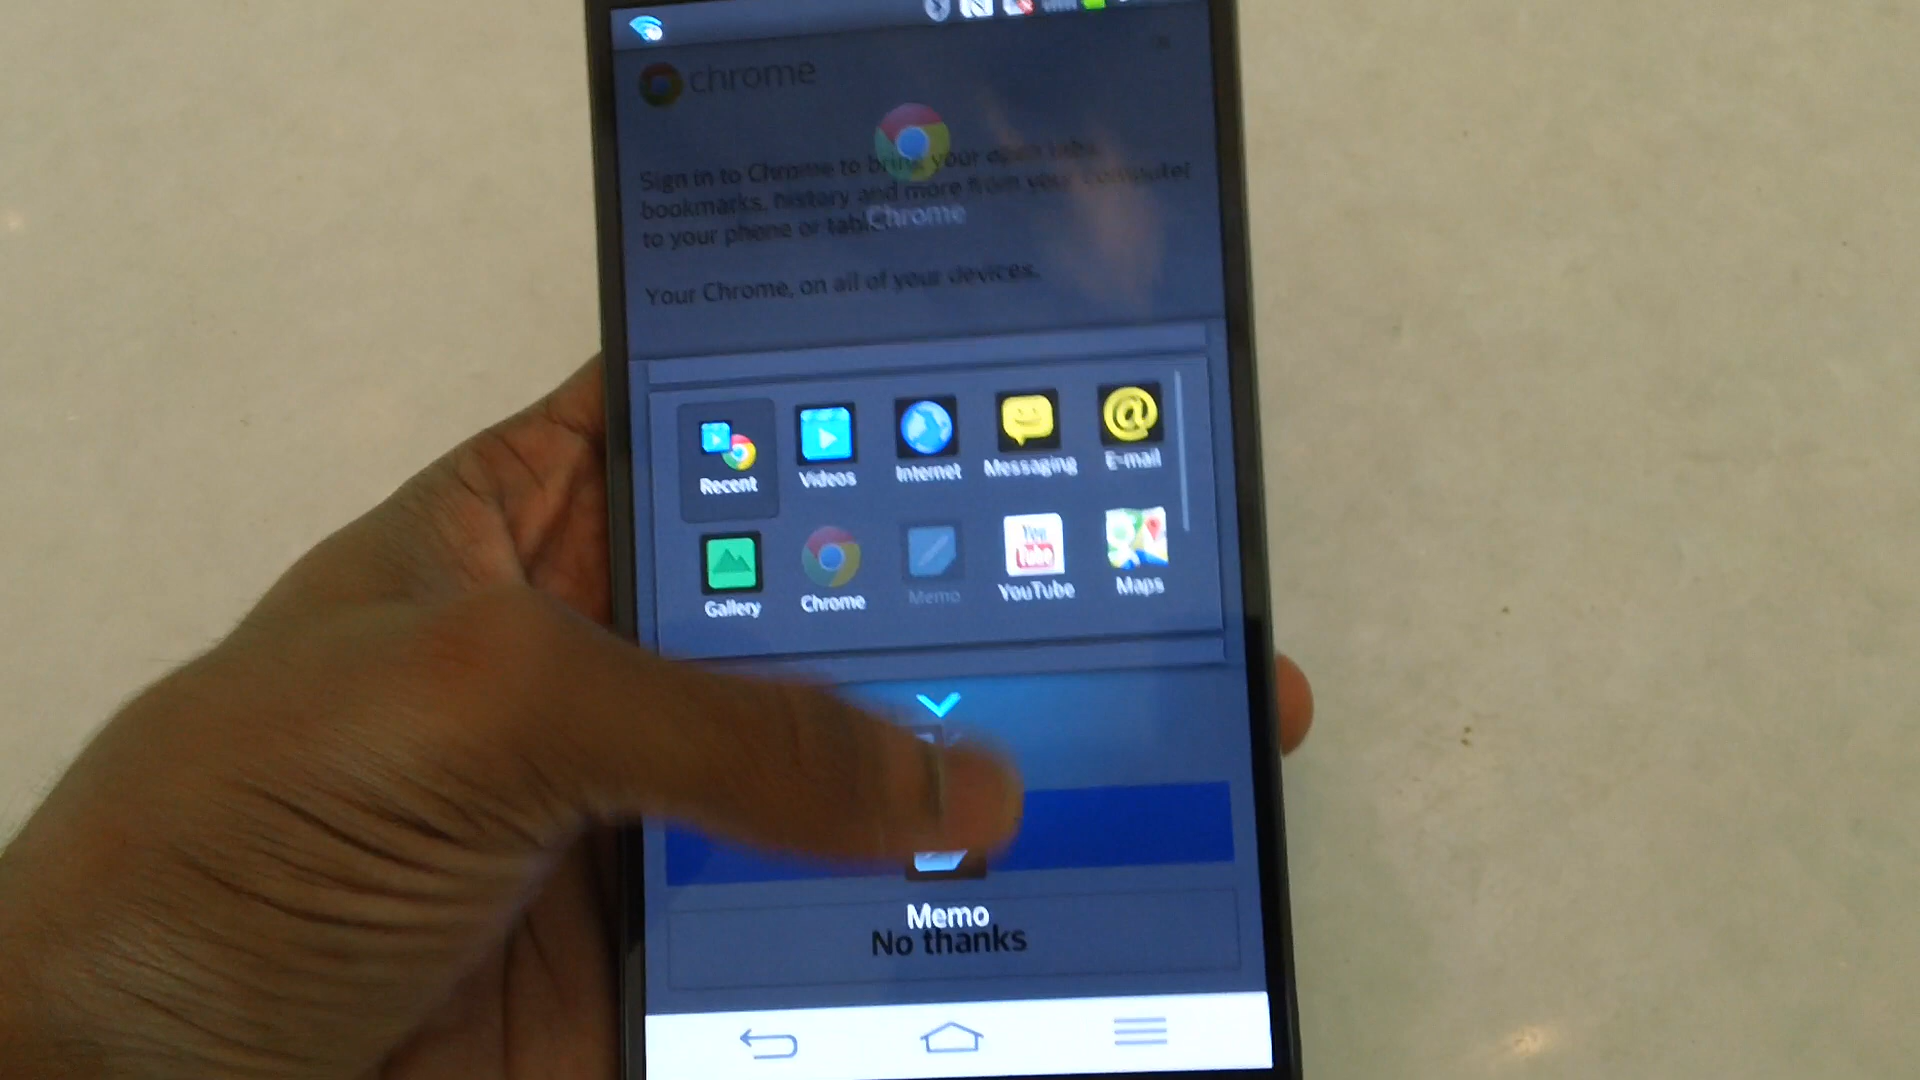 chrome
Sign in to Chrome to bring your open tabs,
bookmarks, history and more from your computer
to your phone or
Chrome
Your Chrome, on all of your devices.
Recent
Videos
Internet
Messaging
E-mail
Gallery
Chrome
Memo
You
Tube
YouTube
Maps
Memo
No thanks